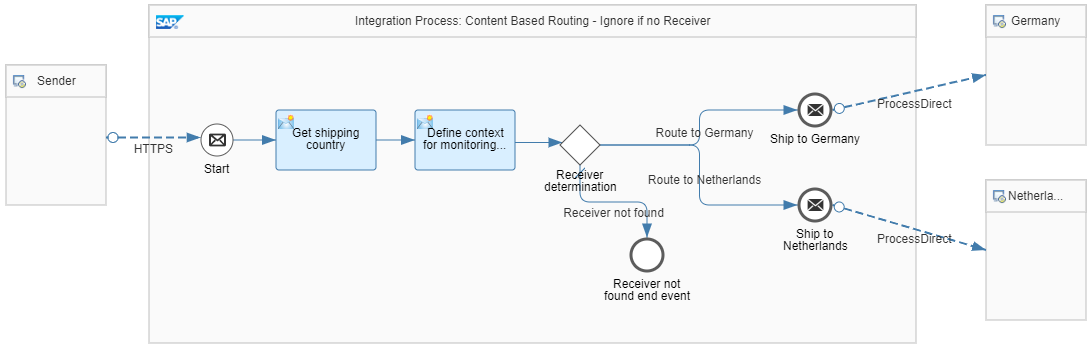 SAP
Integration Process: Content Based Routing - Ignore if no Receiver
Germany
Sender
HTTPS
Start
Get shipping
country
Define context
for monitoring...
Receiver
determination
Route to Germany
Route to Netherlands
Receiver not found
Receiver not
found end event
Ship to Germany
Ship to
Netherlands
ProcessDirect
ProcessDirect
Netherla...